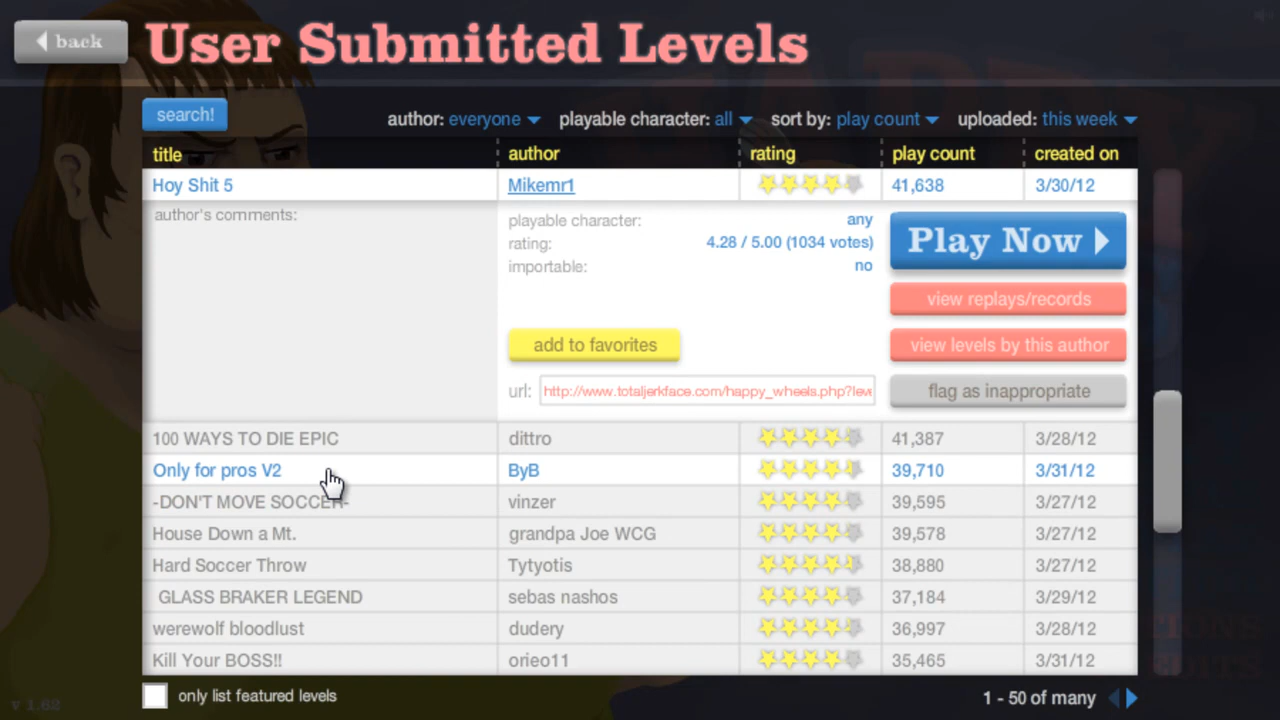 back
User Submitted Levels
search!
author: everyone playable character: all sort by: play count uploaded: this week
title author rating play count created on
Hoy Shit 5 Mikemr1 41,638 3/30/12
author's comments:
playable character: any
rating: 4.28 / 5.00 (1034 votes)
importable: no
Play Now
view replays/records
add to favorites
view levels by this author
url: http://www.totaljerkface.com/happy_wheels.php?leve
flag as inappropriate
100 WAYS TO DIE EPIC dittro 41,387 3/28/12
Only for pros V2 ByB 39,710 3/31/12
-DON'T MOVE SOCCER- vinzer 39,595 3/27/12
House Down a Mt. grandpa Joe WCG 39,578 3/27/12
Hard Soccer Throw Tytyotis 38,880 3/27/12
GLASS BRAKER LEGEND sebas nashos 37,184 3/29/12
werewolf bloodlust dudery 36,997 3/28/12
Kill Your BOSS!! orieo11 35,465 3/31/12
only list featured levels
1 - 50 of many
v 1.62